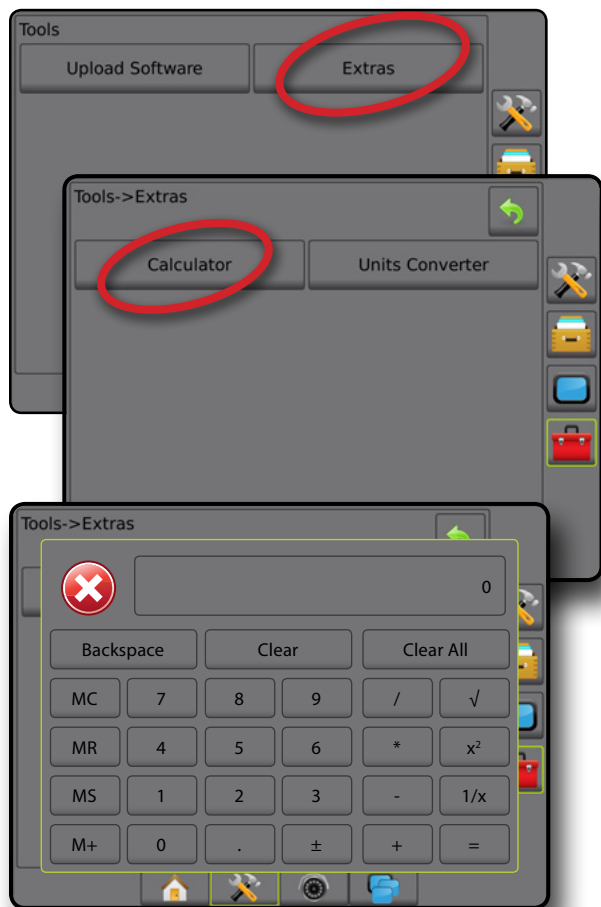 Tools
Upload Software Extras
Tools->Extras
Calculator Units Converter
Tools->Extras
0
Backspace Clear Clear All
MC 7 8 9 / √
MR 4 5 6 * x²
MS 1 2 3 - 1/x
M+ 0 . ± + =